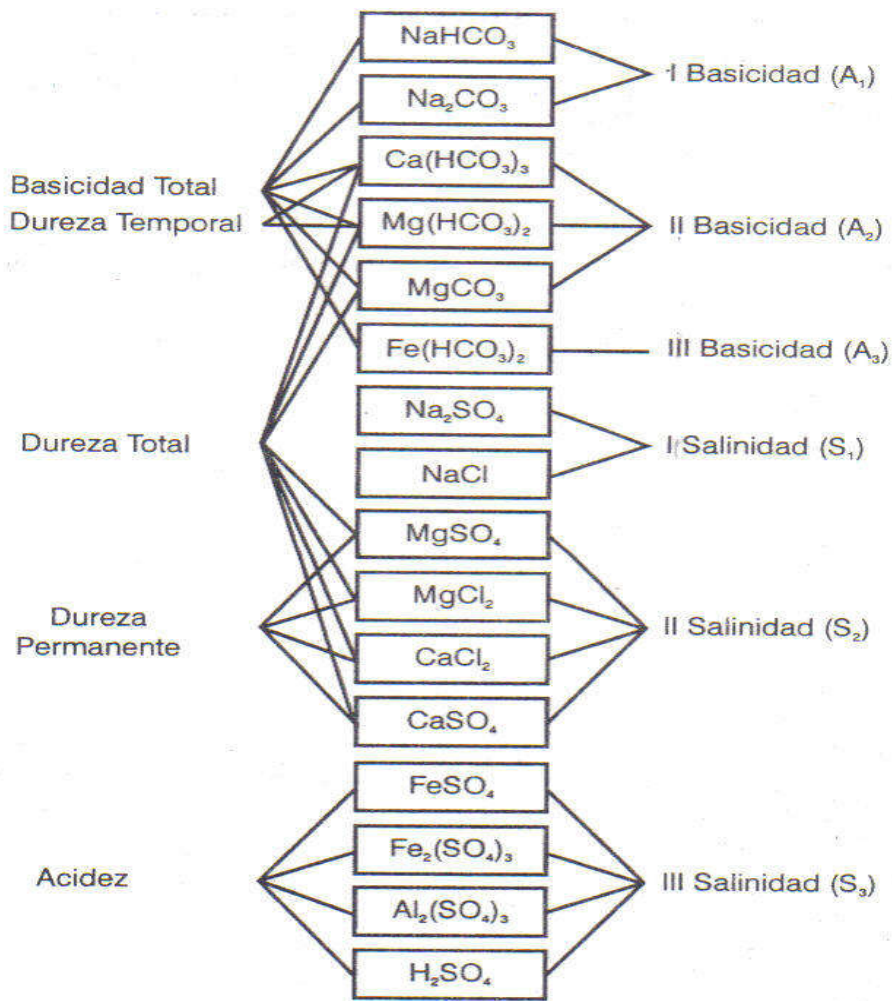 NaHCO₃
I Basicidad (A₁)
Na₂CO₃
Ca(HCO₃)₃
Basicidad Total
Dureza Temporal
Mg(HCO₃)₂
II Basicidad (A₂)
MgCO₃
Fe(HCO₃)₂
III Basicidad (A₃)
Na₂SO₄
Dureza Total
I Salinidad (S₁)
NaCl
MgSO₄
MgCl₂
Dureza
Permanente
II Salinidad (S₂)
CaCl₂
CaSO₄
FeSO₄
Fe₂(SO₄)₃
Acidez
III Salinidad (S₃)
Al₂(SO₄)₃
H₂SO₄